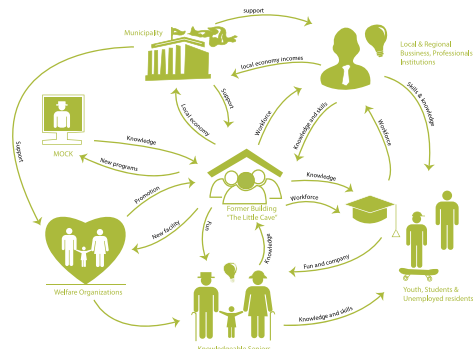 support
Municipality
Local & Regional
Bussiness, Professionals
Institutions
local economy incomes
Skills & knowledge
Support
Local economy
Workforce
Knowledge and skills
Workforce
Support
Knowledge
MOCK
New programs
Knowledge
Promotion
Workforce
Former Building
"The Little Cave"
New facility
Fun
Knowledge
Fun and company
Welfare Organizations
Youth, Students &
Unemployed residents
Knowledge and skills
Knowledgeable Seniors